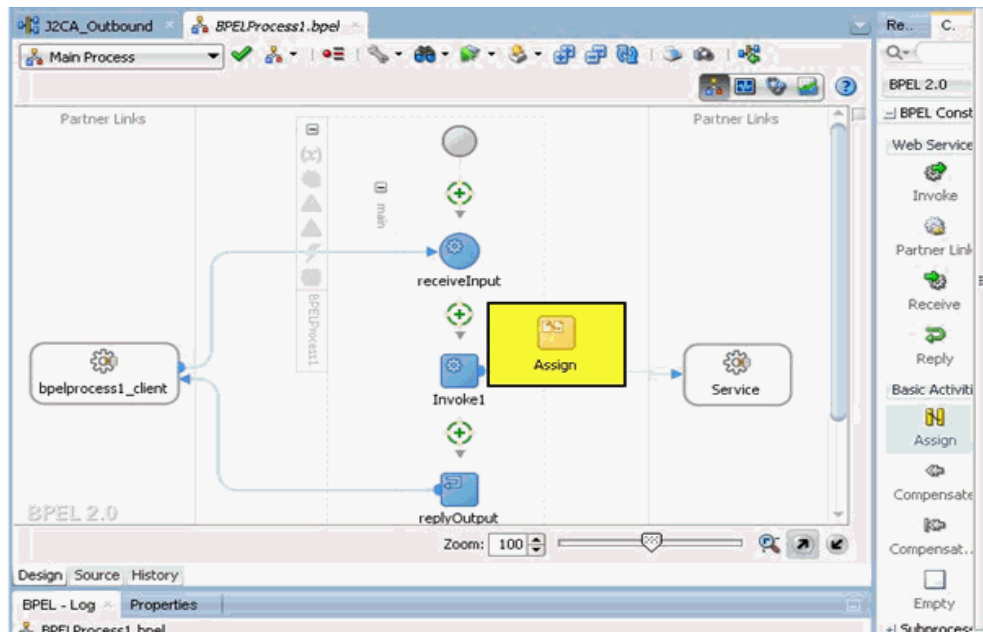 J2CA_Outbound
BPELProcess1.bpel
Re..
C.
Main Process
BPEL 2.0
BPEL Const
Partner Links
Partner Links
Web Service
Invoke
main
Partner Link
receiveInput
Receive
BPELProcess1
Assign
Reply
bpelprocess1_client
Invoke1
Service
Basic Activiti
Assign
Compensate
BPEL 2.0
replyOutput
Zoom: 100
Compensat..
Design Source History
BPEL - Log
Properties
Empty
BPELProcess1.bpel
Subproces